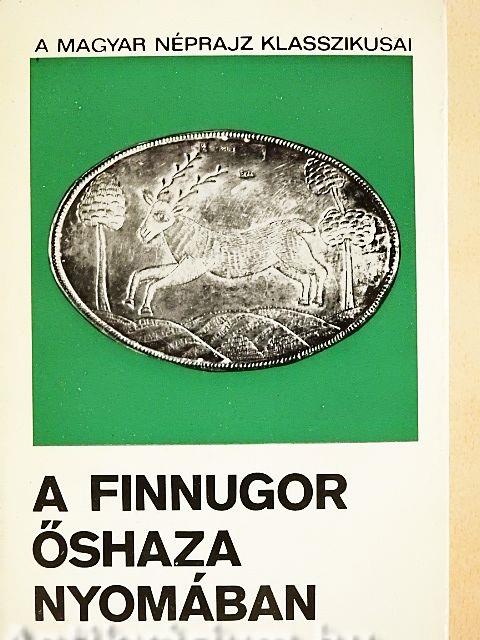 A MAGYAR NÉPRAJZ KLASSZIKUSAI
A FINNUGOR
ŐSHAZA
NYOMÁBAN